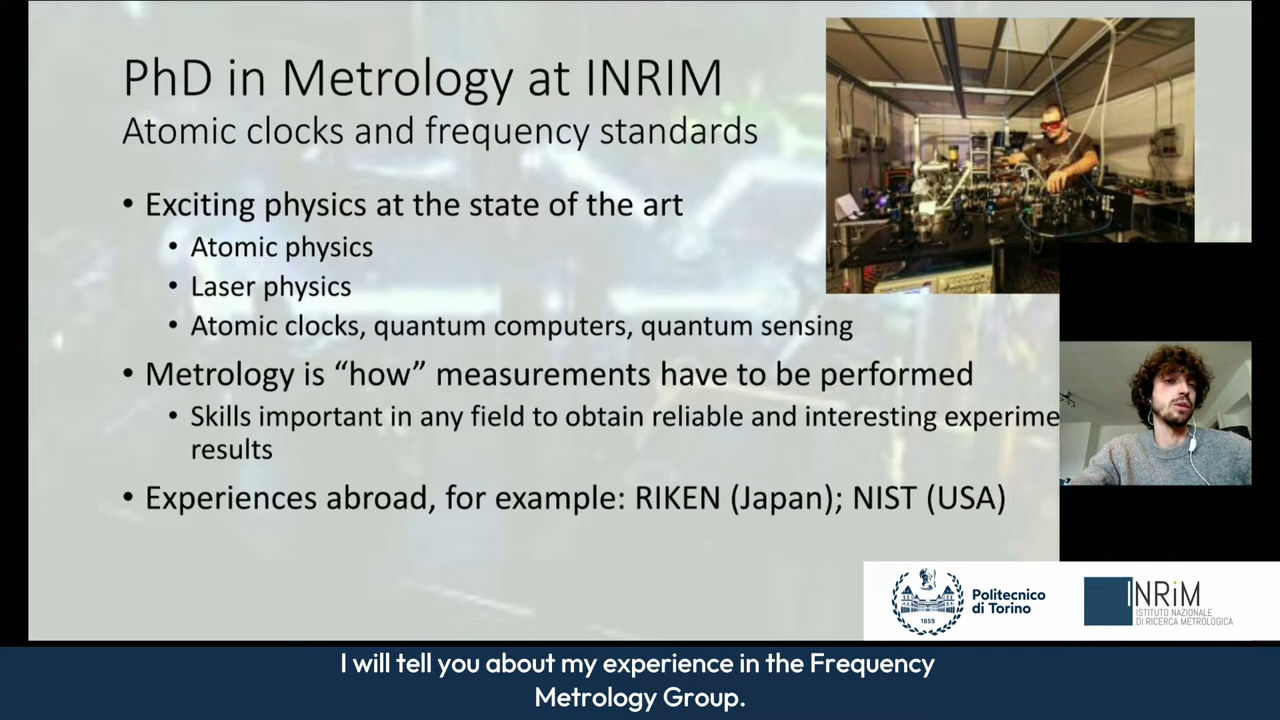 PhD in Metrology at INRIM
Atomic clocks and frequency standards
• Exciting physics at the state of the art
• Atomic physics
• Laser physics
• Atomic clocks, quantum computers, quantum sensing
• Metrology is “how” measurements have to be performed
• Skills important in any field to obtain reliable and interesting experime
results
• Experiences abroad, for example: RIKEN (Japan); NIST (USA)
1859
Politecnico
di Torino
INRiM
ISTITUTO NAZIONALE
DI RICERCA METROLOGICA
I will tell you about my experience in the Frequency
Metrology Group.